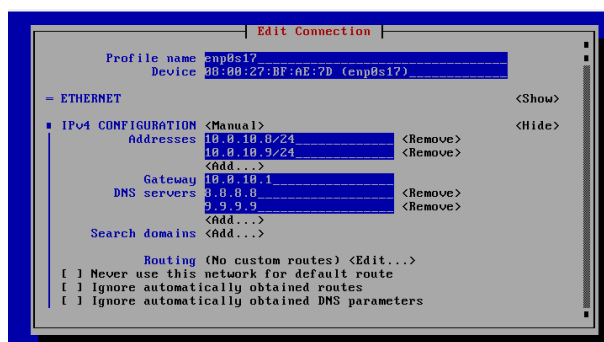 Edit Connection
Profile name enp0s17
Device 08:00:27:BF:AE:7D (enp0s17)
= ETHERNET <Show>
IPv4 CONFIGURATION <Manual> <Hide>
Addresses 10.0.10.8/24 <Remove>
10.0.10.9/24 <Remove>
<Add...>
Gateway 10.0.10.1
DNS servers 8.8.8.8 <Remove>
9.9.9.9 <Remove>
<Add...>
Search domains <Add...>
Routing (No custom routes) <Edit...>
[ ] Never use this network for default route
[ ] Ignore automatically obtained routes
[ ] Ignore automatically obtained DNS parameters